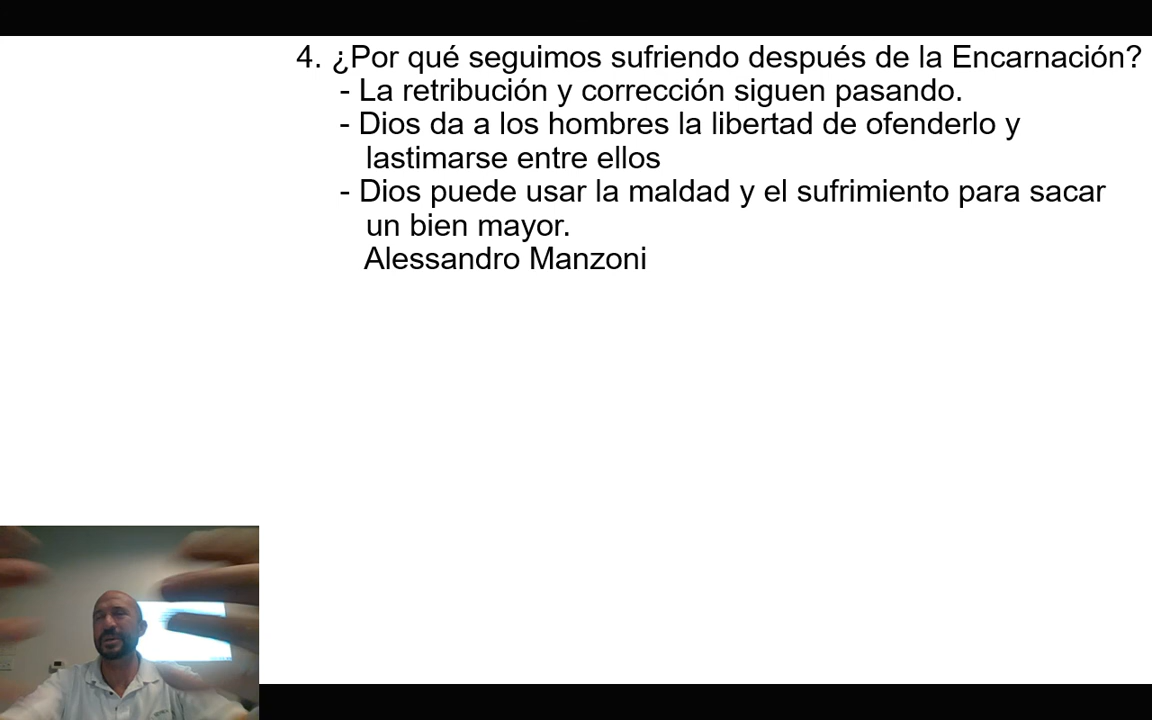 4. ¿Por qué seguimos sufriendo después de la Encarnación?
- La retribución y corrección siguen pasando.
- Dios da a los hombres la libertad de ofenderlo y
lastimarse entre ellos
- Dios puede usar la maldad y el sufrimiento para sacar
un bien mayor.
Alessandro Manzoni